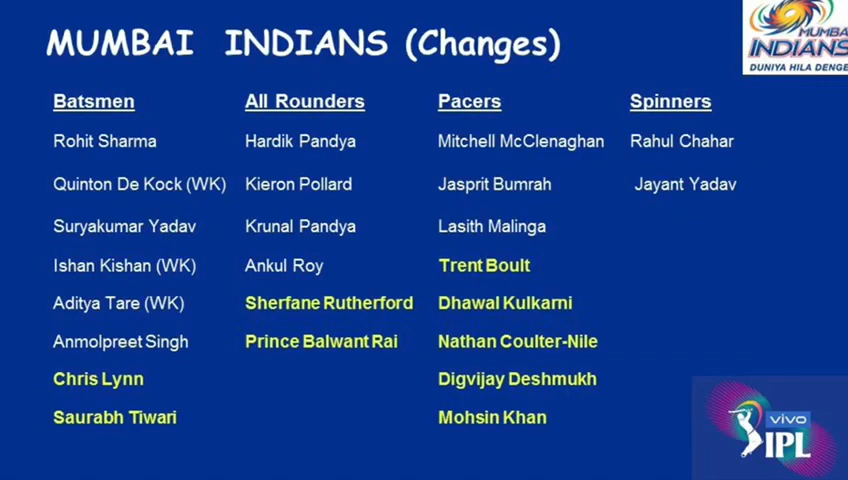 MUMBAI INDIANS (Changes)
MUMBAI
INDIANS
DUNIYA HILA DENGE
Batsmen All Rounders Pacers Spinners
Rohit Sharma Hardik Pandya Mitchell McClenaghan Rahul Chahar
Quinton De Kock (WK) Kieron Pollard Jasprit Bumrah Jayant Yadav
Suryakumar Yadav Krunal Pandya Lasith Malinga
Ishan Kishan (WK) Ankul Roy Trent Boult
Aditya Tare (WK) Sherfane Rutherford Dhawal Kulkarni
Anmolpreet Singh Prince Balwant Rai Nathan Coulter-Nile
Chris Lynn Digvijay Deshmukh
Saurabh Tiwari Mohsin Khan
vivo
IPL